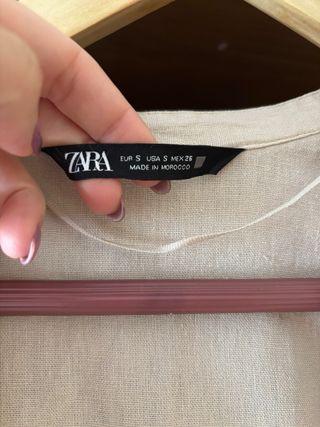 ZARA
EUR S USA S MEX 26
MADE IN MOROCCO